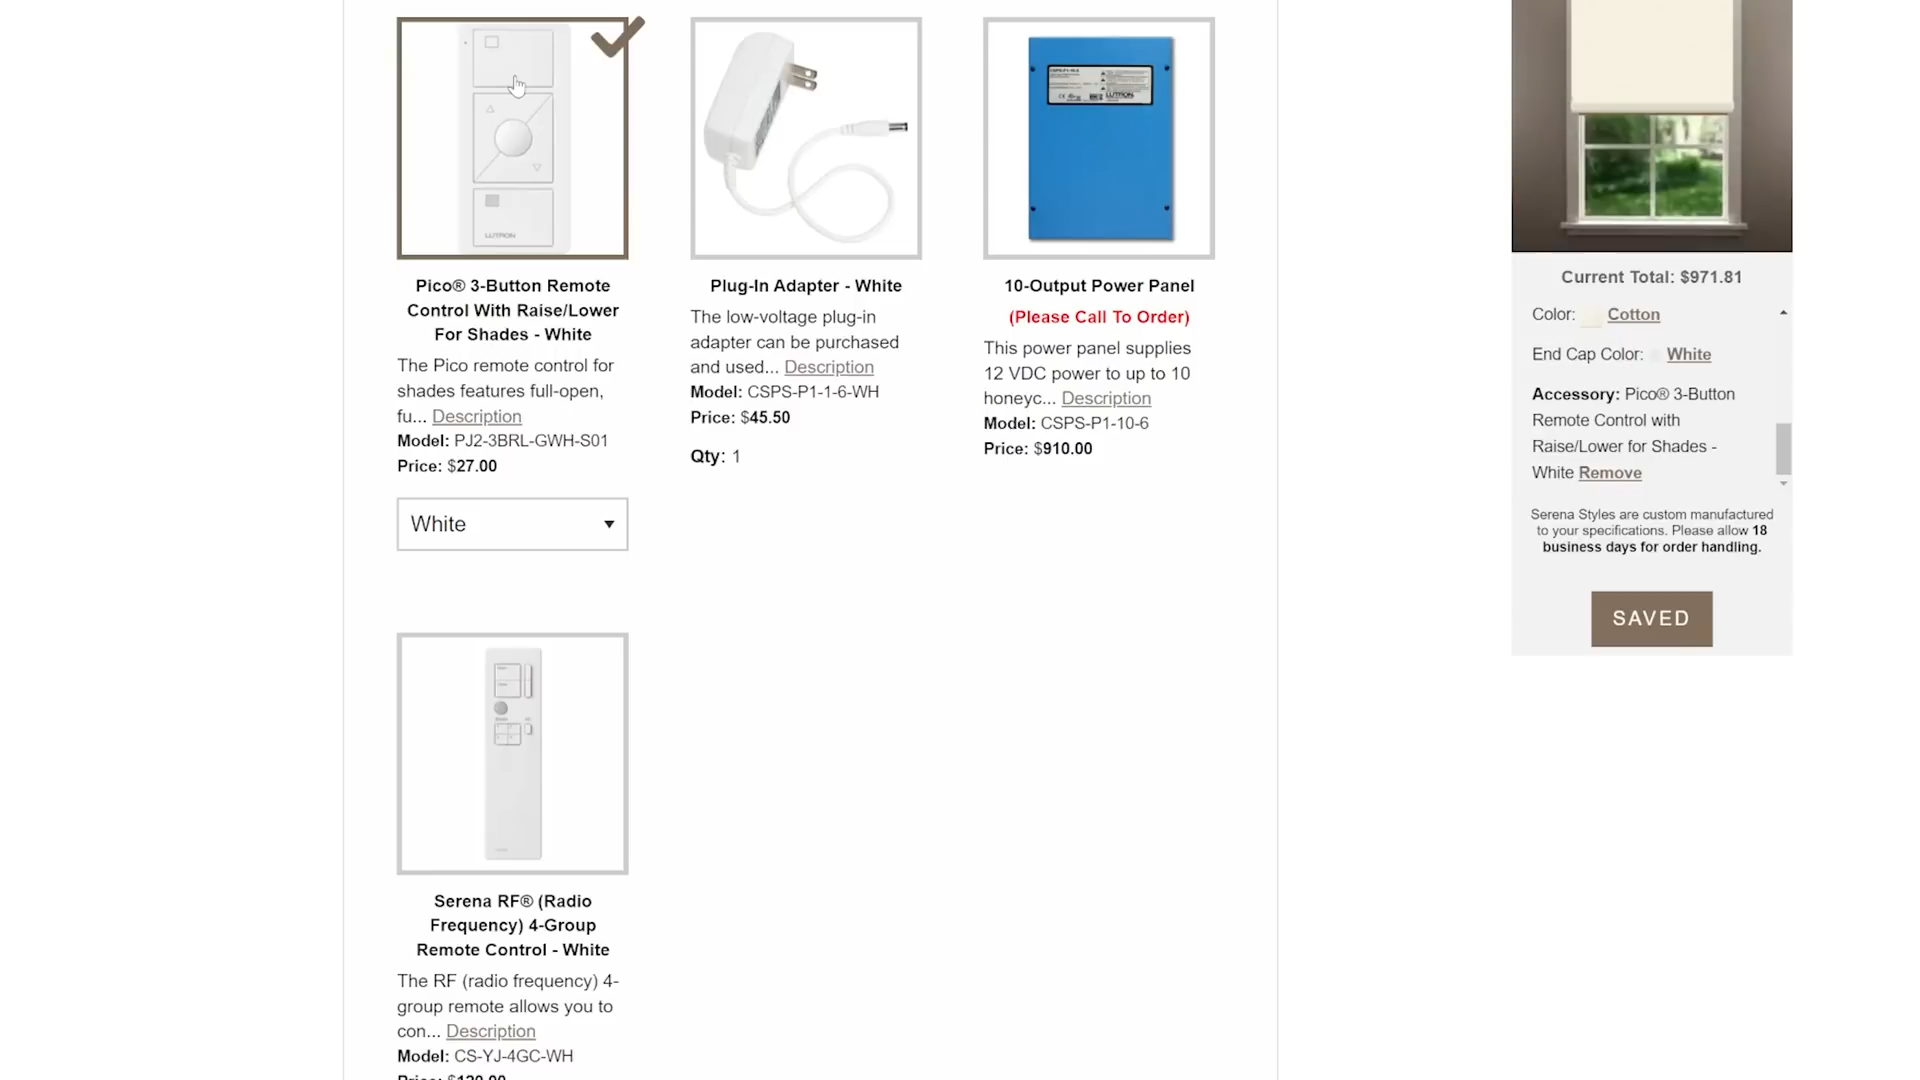 LUTRON
Pico® 3-Button Remote
Control With Raise/Lower
For Shades - White
The Pico remote control for
shades features full-open,
fu... Description
Model: PJ2-3BRL-GWH-S01
Price: $27.00
White
Plug-In Adapter - White
The low-voltage plug-in
adapter can be purchased
and used... Description
Model: CSPS-P1-1-6-WH
Price: $45.50
Qty: 1
LUTRON
10-Output Power Panel
(Please Call To Order)
This power panel supplies
12 VDC power to up to 10
honeyc... Description
Model: CSPS-P1-10-6
Price: $910.00
Serena RF® (Radio
Frequency) 4-Group
Remote Control - White
The RF (radio frequency) 4-
group remote allows you to
con... Description
Model: CS-YJ-4GC-WH
Price: $120.00
Current Total: $971.81
Color: Cotton
End Cap Color: White
Accessory: Pico® 3-Button
Remote Control with
Raise/Lower for Shades -
White Remove
Serena Styles are custom manufactured
to your specifications. Please allow 18
business days for order handling.
SAVED